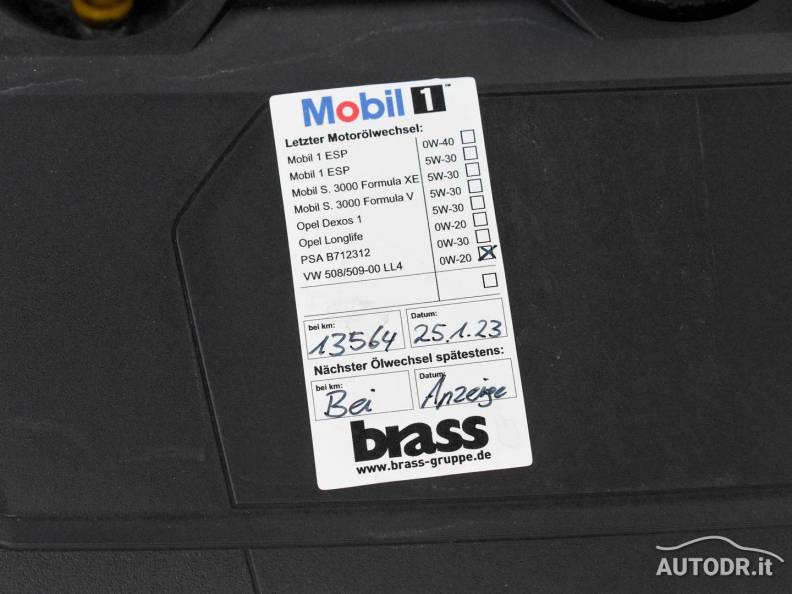 Mobil 1™
Letzter Motorölwechsel:
Mobil 1 ESP 0W-40
Mobil 1 ESP 5W-30
Mobil S. 3000 Formula XE 5W-30
Mobil S. 3000 Formula V 5W-30
Opel Dexos 1 5W-30
Opel Longlife 0W-20
PSA B712312 0W-30
VW 508/509-00 LL4 0W-20
bei km: Datum:
13564 25.1.23
Nächster Ölwechsel spätestens:
bei km: Datum:
Bei Anzeige
brass
www.brass-gruppe.de
AUTODR.it